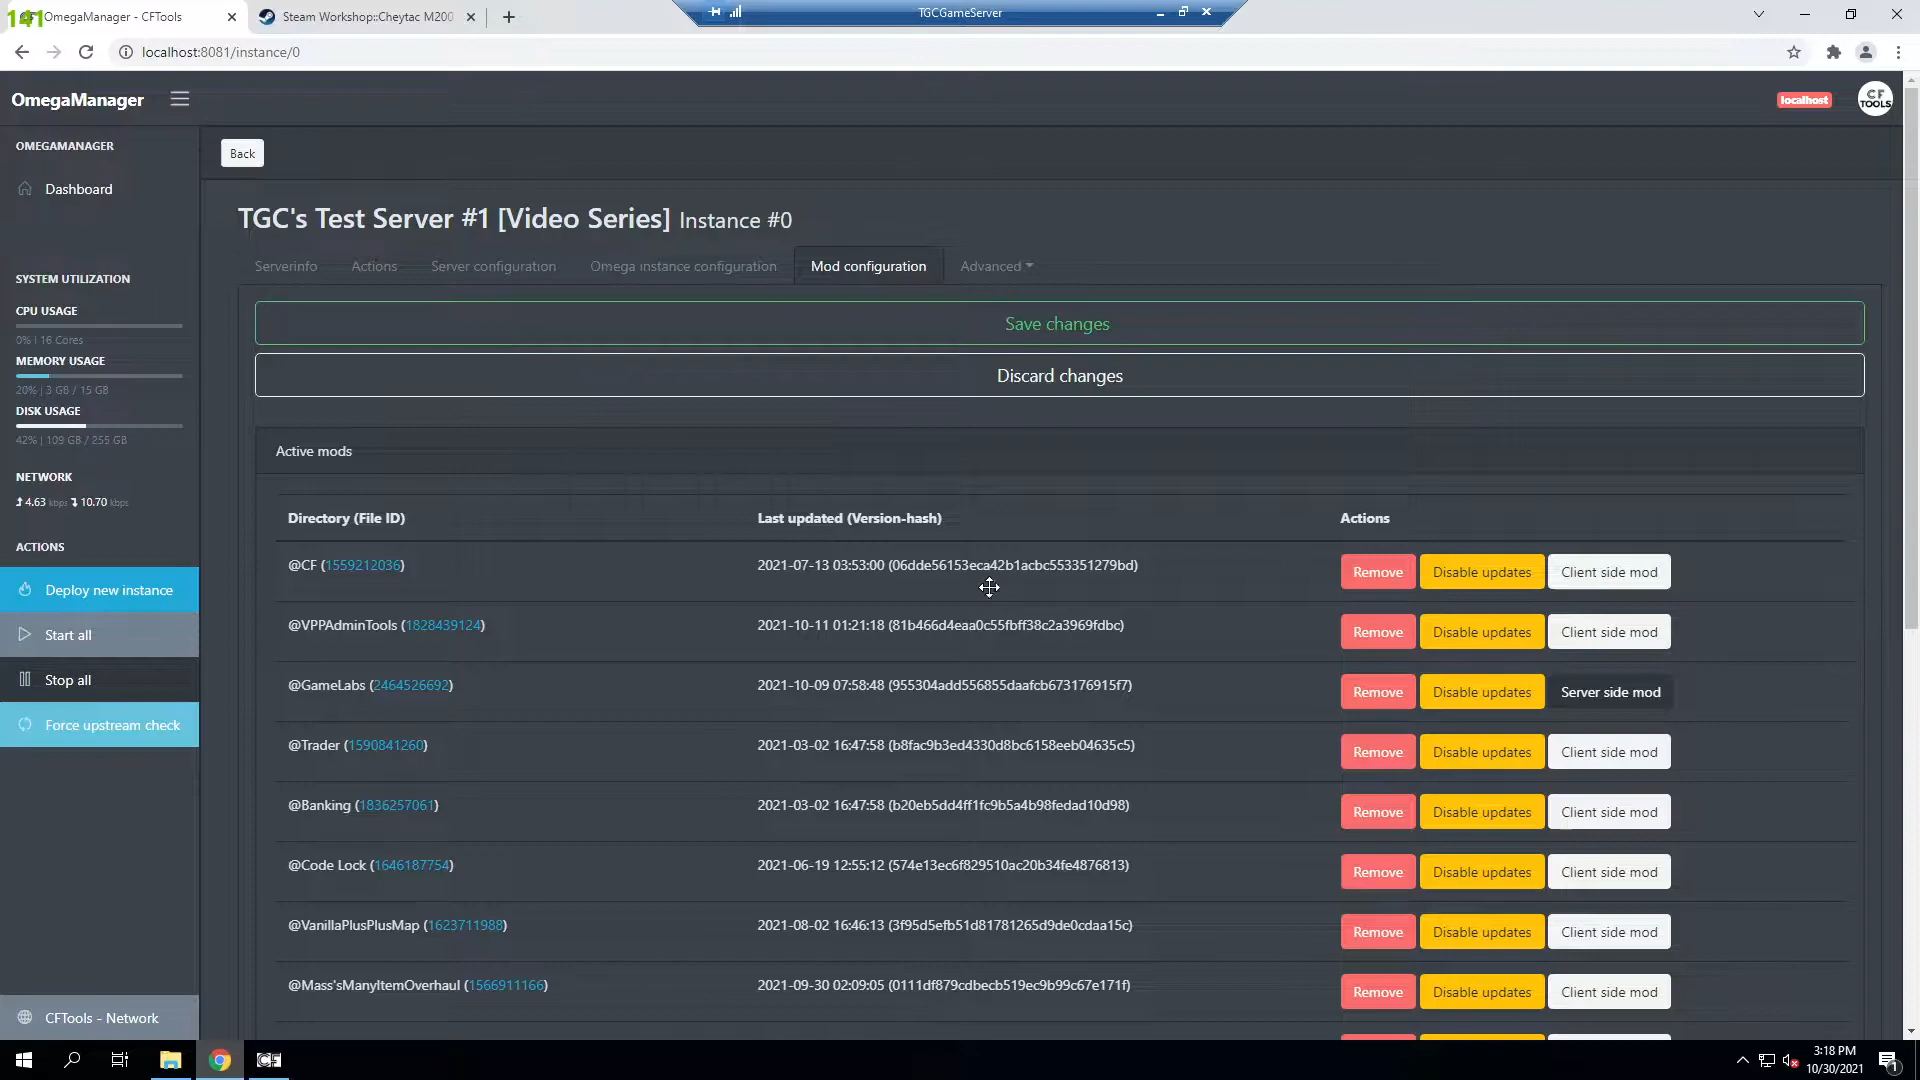 141
OmegaManager - CFTools
Steam Workshop::Cheytac M200
TGCGameServer
localhost:8081/instance/0
OmegaManager
localhost
CF TOOLS
OMEGAMANAGER
Dashboard
SYSTEM UTILIZATION
CPU USAGE
0% | 16 Cores
MEMORY USAGE
20% | 3 GB / 15 GB
DISK USAGE
42% | 109 GB / 255 GB
NETWORK
4.63 kbps 10.70 kbps
ACTIONS
Deploy new instance
Start all
Stop all
Force upstream check
CFTools - Network
Back
TGC's Test Server #1 [Video Series] Instance #0
Serverinfo Actions Server configuration Omega instance configuration Mod configuration Advanced
Save changes
Discard changes
Active mods
Directory (File ID) Last updated (Version-hash) Actions
@CF (1559212036) 2021-07-13 03:53:00 (06dde56153eca42b1acbc553351279bd) Remove Disable updates Client side mod
@VPPAdminTools (1828439124) 2021-10-11 01:21:18 (81b466d4eaa0c55fbff38c2a3969fdbc) Remove Disable updates Client side mod
@GameLabs (2464526692) 2021-10-09 07:58:48 (955304add556855daafcb673176915f7) Remove Disable updates Server side mod
@Trader (1590841260) 2021-03-02 16:47:58 (b8fac9b3ed4330d8bc6158eeb04635c5) Remove Disable updates Client side mod
@Banking (1836257061) 2021-03-02 16:47:58 (b20eb5dd4ff1fc9b5a4b98fedad10d98) Remove Disable updates Client side mod
@Code Lock (1646187754) 2021-06-19 12:55:12 (574e13ec6f829510ac20b34fe4876813) Remove Disable updates Client side mod
@VanillaPlusPlusMap (1623711988) 2021-08-02 16:46:13 (3f95d5efb51d81781265d9de0cdaa15c) Remove Disable updates Client side mod
@Mass'sManyItemOverhaul (1566911166) 2021-09-30 02:09:05 (0111df879cdbecb519ec9b99c67e171f) Remove Disable updates Client side mod
CF
3:18 PM
10/30/2021
1